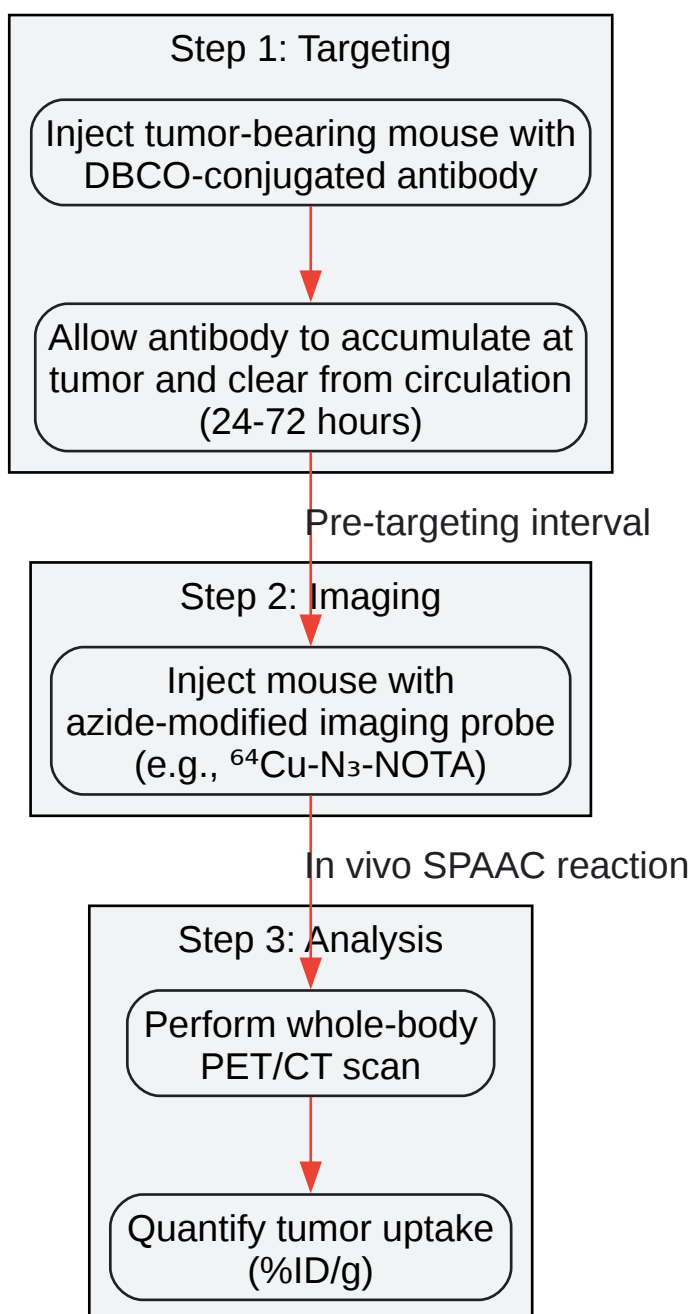 Step 1: Targeting
Inject tumor-bearing mouse with
DBCO-conjugated antibody
Allow antibody to accumulate at
tumor and clear from circulation
(24-72 hours)
Pre-targeting interval
Step 2: Imaging
Inject mouse with
azide-modified imaging probe
(e.g., ⁶⁴Cu-N₃-NOTA)
In vivo SPAAC reaction
Step 3: Analysis
Perform whole-body
PET/CT scan
Quantify tumor uptake
(%ID/g)